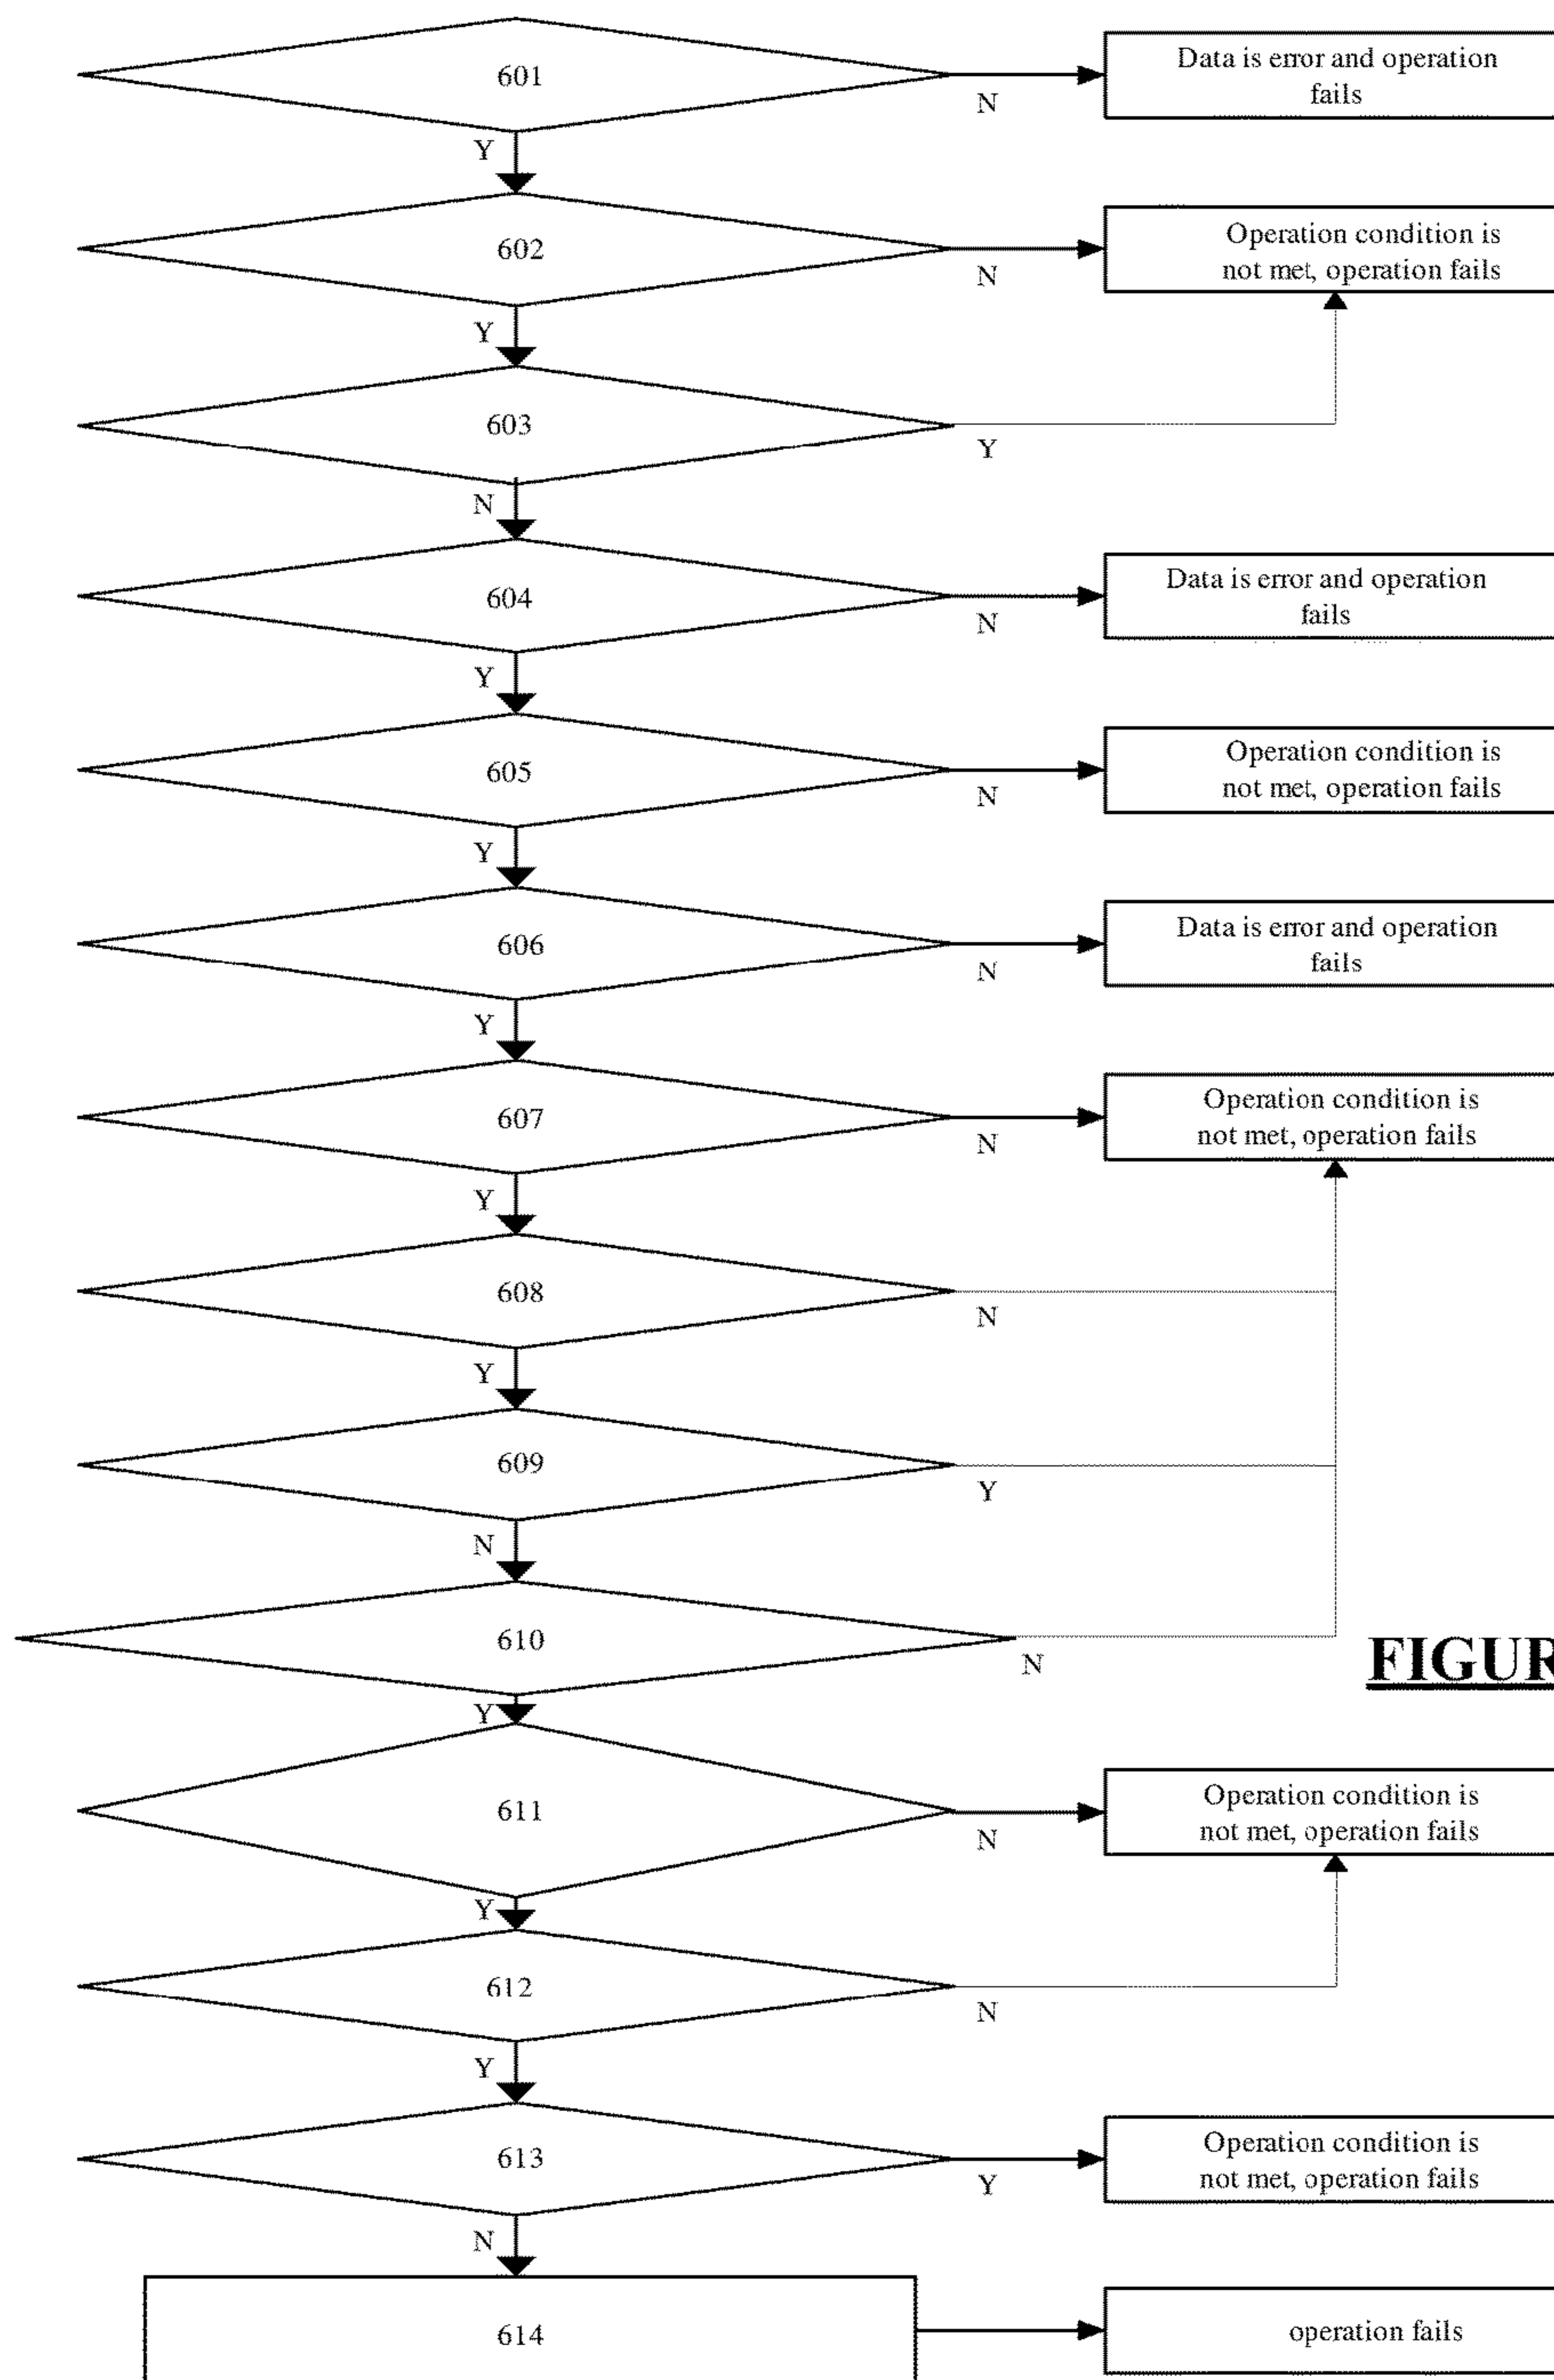 601
Data is error and operation
fails
N
Y
602
Operation condition is
not met, operation fails
N
Y
603
Y
N
604
Data is error and operation
fails
N
Y
605
Operation condition is
not met, operation fails
N
Y
606
Data is error and operation
fails
N
Y
607
Operation condition is
not met, operation fails
N
Y
608
N
Y
609
Y
N
610
N
FIGUR
Y
611
Operation condition is
not met, operation fails
N
Y
612
N
Y
613
Operation condition is
not met, operation fails
Y
N
614
operation fails